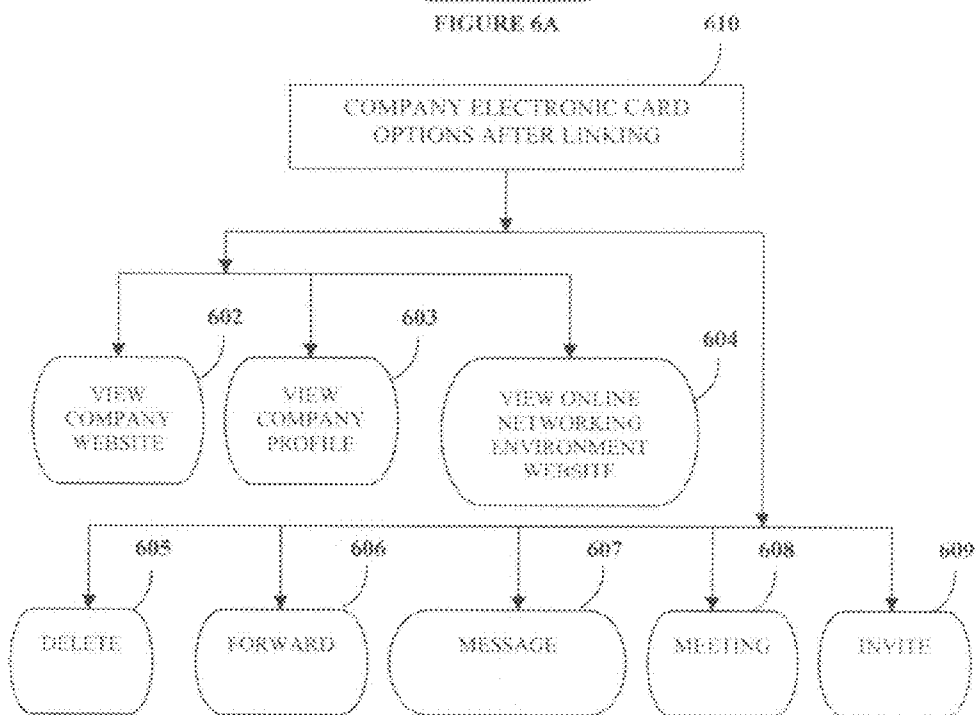 FIGURE 6A
610
COMPANY ELECTRONIC CARD
OPTIONS AFTER LINKING
602
603
604
VIEW
COMPANY
WEBSITE
VIEW
COMPANY
PROFILE
VIEW ONLINE
NETWORKING
ENVIRONMENT
WEBSITE
605
606
607
608
609
DELETE
FORWARD
MESSAGE
MEETING
INVITE